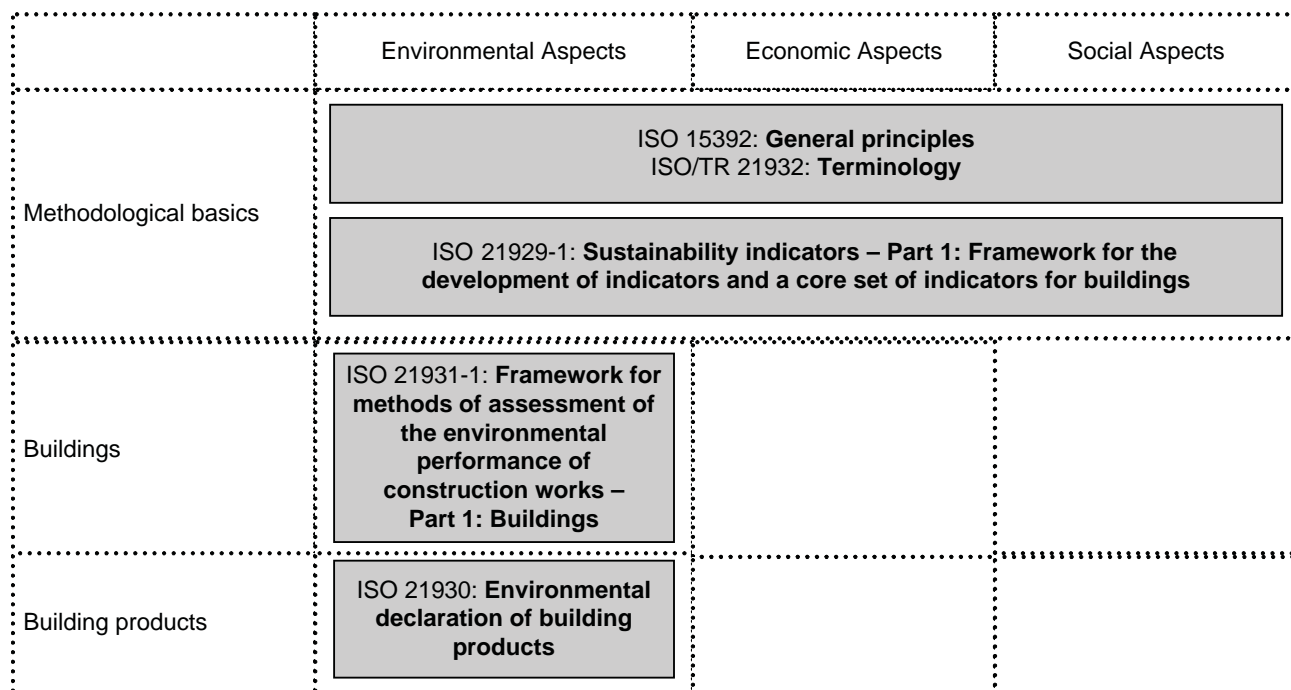 Environmental Aspects
Economic Aspects
Social Aspects
Methodological basics
ISO 15392: General principles
ISO/TR 21932: Terminology
ISO 21929-1: Sustainability indicators – Part 1: Framework for the
development of indicators and a core set of indicators for buildings
Buildings
ISO 21931-1: Framework for
methods of assessment of
the environmental
performance of
construction works –
Part 1: Buildings
Building products
ISO 21930: Environmental
declaration of building
products